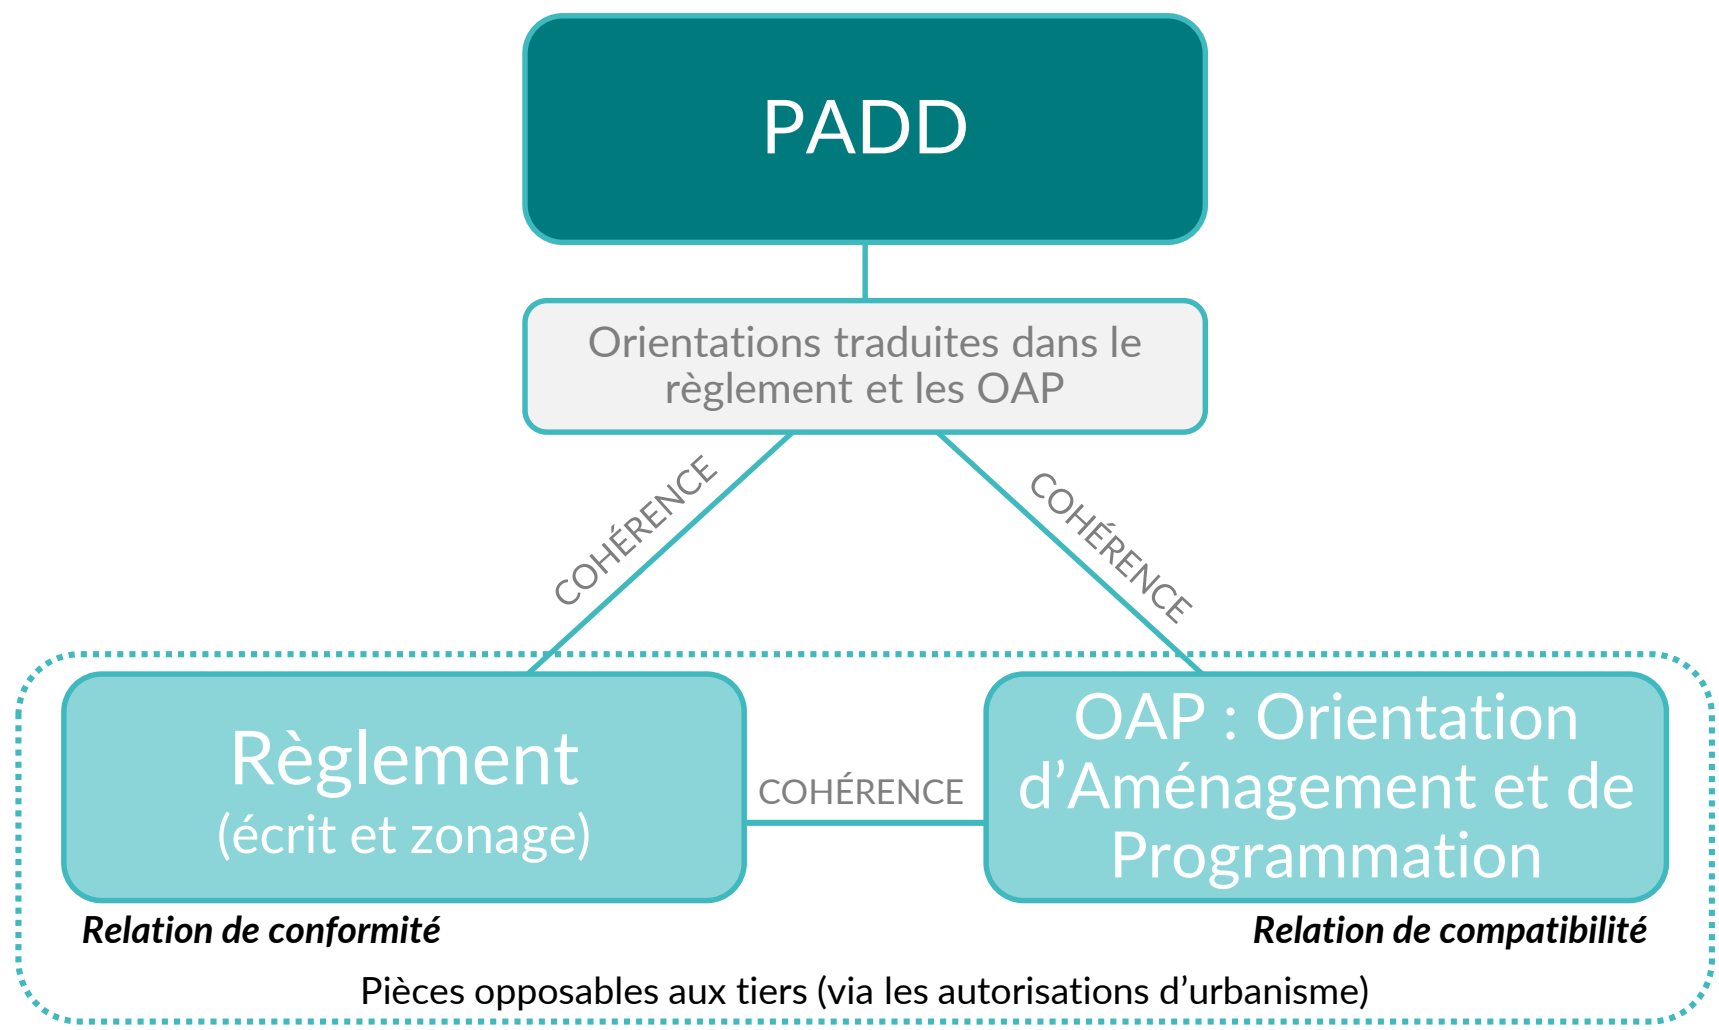 PADD
Orientations traduites dans le
règlement et les OAP
COHÉRENCE
COHÉRENCE
Règlement
(écrit et zonage)
COHÉRENCE
OAP : Orientation
d’Aménagement et de
Programmation
Relation de conformité
Relation de compatibilité
Pièces opposables aux tiers (via les autorisations d’urbanisme)